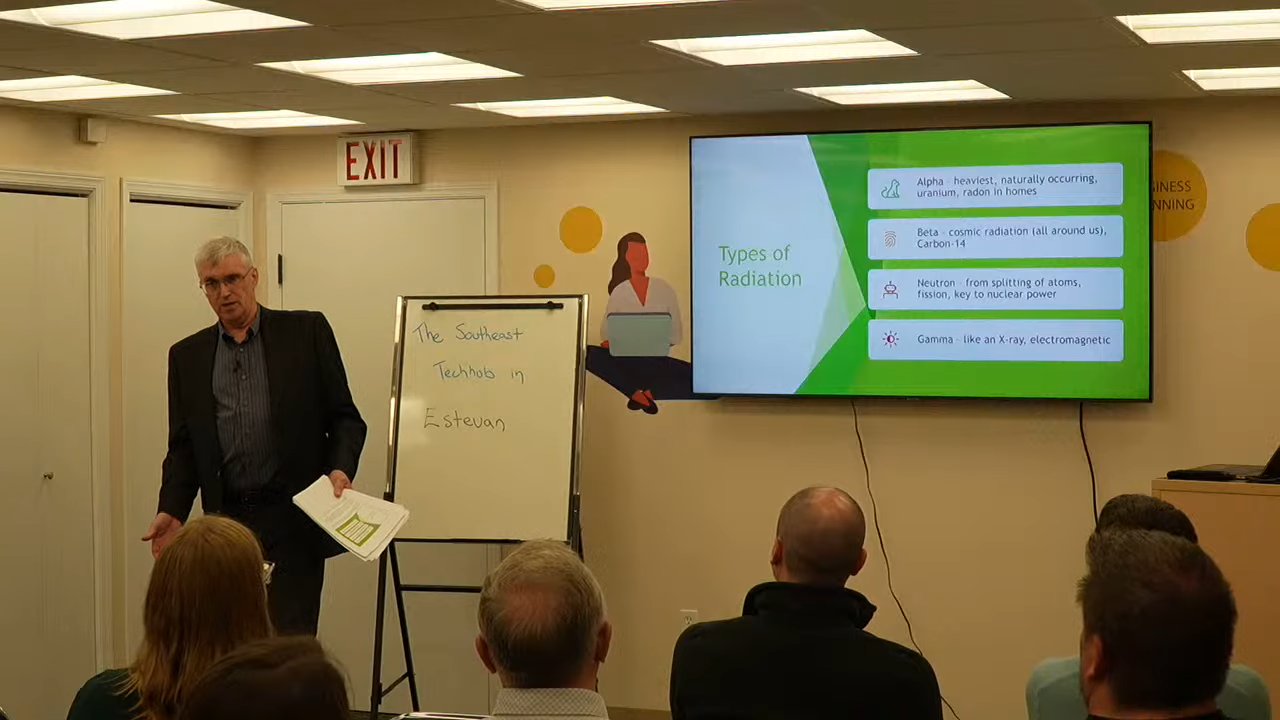 EXIT
The Southeast
Techhob in
Estevan
Types of
Radiation
Alpha – heaviest, naturally occurring,
uranium, radon in homes
Beta – cosmic radiation (all around us),
Carbon-14
Neutron – from splitting of atoms,
fission, key to nuclear power
Gamma – like an X-ray, electromagnetic
INESS
NNING